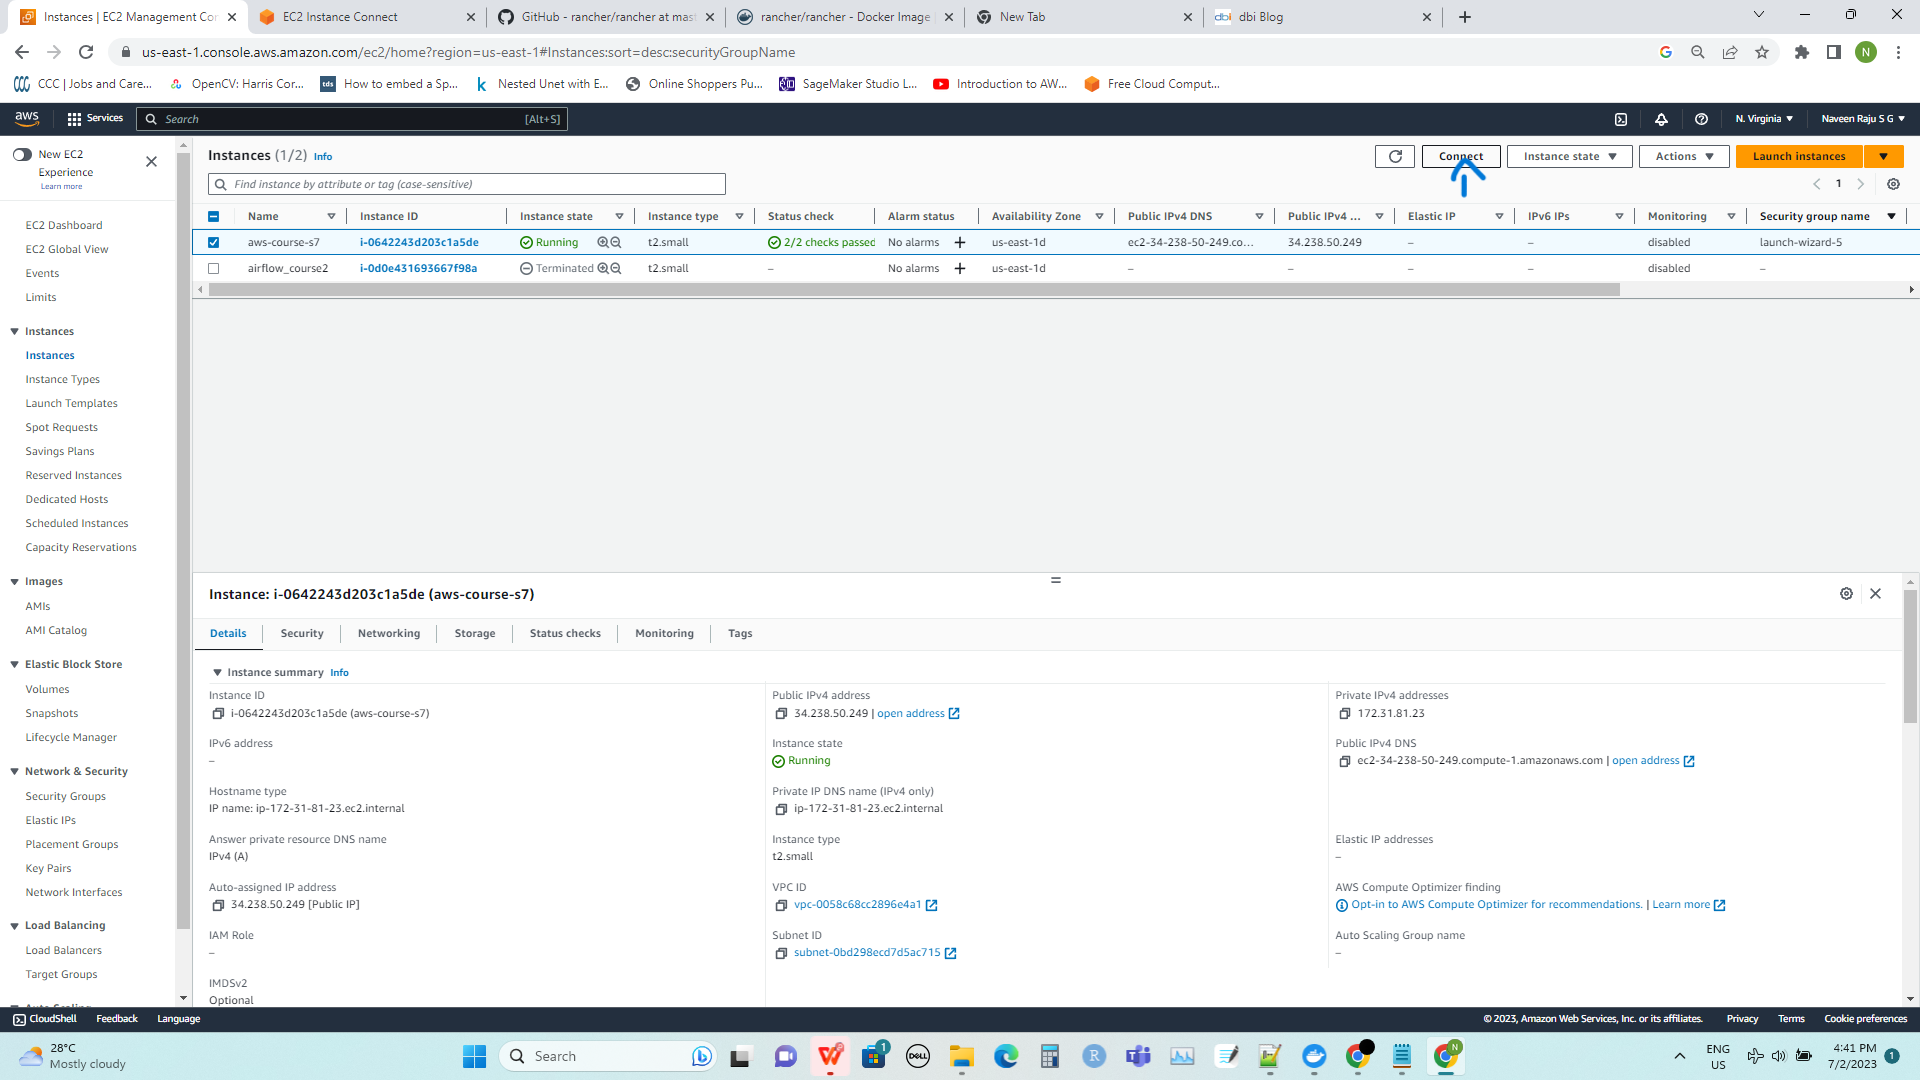 Instances | EC2 Management Con
EC2 Instance Connect
GitHub - rancher/rancher at mast
rancher/rancher - Docker Image |
New Tab
dbi
dbi Blog
us-east-1.console.aws.amazon.com/ec2/home?region=us-east-1#Instances:sort=desc:securityGroupName
N
CCC | Jobs and Care...
OpenCV: Harris Cor...
tds
How to embed a Sp...
k
Nested Unet with E...
Online Shoppers Pu...
SageMaker Studio L...
Introduction to AW...
Free Cloud Comput...
aws
Services
Search
[Alt+S]
N. Virginia
Naveen Raju S G
New EC2
Experience
Learn more
EC2 Dashboard
EC2 Global View
Events
Limits
Instances
Instances
Instance Types
Launch Templates
Spot Requests
Savings Plans
Reserved Instances
Dedicated Hosts
Scheduled Instances
Capacity Reservations
Images
AMIs
AMI Catalog
Elastic Block Store
Volumes
Snapshots
Lifecycle Manager
Network & Security
Security Groups
Elastic IPs
Placement Groups
Key Pairs
Network Interfaces
Load Balancing
Load Balancers
Target Groups
Auto Scaling
Instances (1/2) Info
Connect
Instance state
Actions
Launch instances
Find instance by attribute or tag (case-sensitive)
1
Name Instance ID Instance state Instance type Status check Alarm status Availability Zone Public IPv4 DNS Public IPv4 ... Elastic IP IPv6 IPs Monitoring Security group name
aws-course-s7 i-0642243d203c1a5de Running t2.small 2/2 checks passed No alarms us-east-1d ec2-34-238-50-249.co... 34.238.50.249 – – disabled launch-wizard-5
airflow_course2 i-0d0e431693667f98a Terminated t2.small – No alarms us-east-1d – – – – disabled –
Instance: i-0642243d203c1a5de (aws-course-s7)
Details
Security
Networking
Storage
Status checks
Monitoring
Tags
Instance summary Info
Instance ID
i-0642243d203c1a5de (aws-course-s7)
Public IPv4 address
34.238.50.249 | open address
Private IPv4 addresses
172.31.81.23
IPv6 address
–
Instance state
Running
Public IPv4 DNS
ec2-34-238-50-249.compute-1.amazonaws.com | open address
Hostname type
IP name: ip-172-31-81-23.ec2.internal
Private IP DNS name (IPv4 only)
ip-172-31-81-23.ec2.internal
Answer private resource DNS name
IPv4 (A)
Instance type
t2.small
Elastic IP addresses
–
Auto-assigned IP address
34.238.50.249 [Public IP]
VPC ID
vpc-0058c68cc2896e4a1
AWS Compute Optimizer finding
Opt-in to AWS Compute Optimizer for recommendations. | Learn more
IAM Role
–
Subnet ID
subnet-0bd298ecd7d5ac715
Auto Scaling Group name
–
IMDSv2
Optional
CloudShell
Feedback
Language
© 2023, Amazon Web Services, Inc. or its affiliates.
Privacy
Terms
Cookie preferences
28°C
Mostly cloudy
Search
1
DELL
R
N
ENG
US
4:41 PM
7/2/2023
1